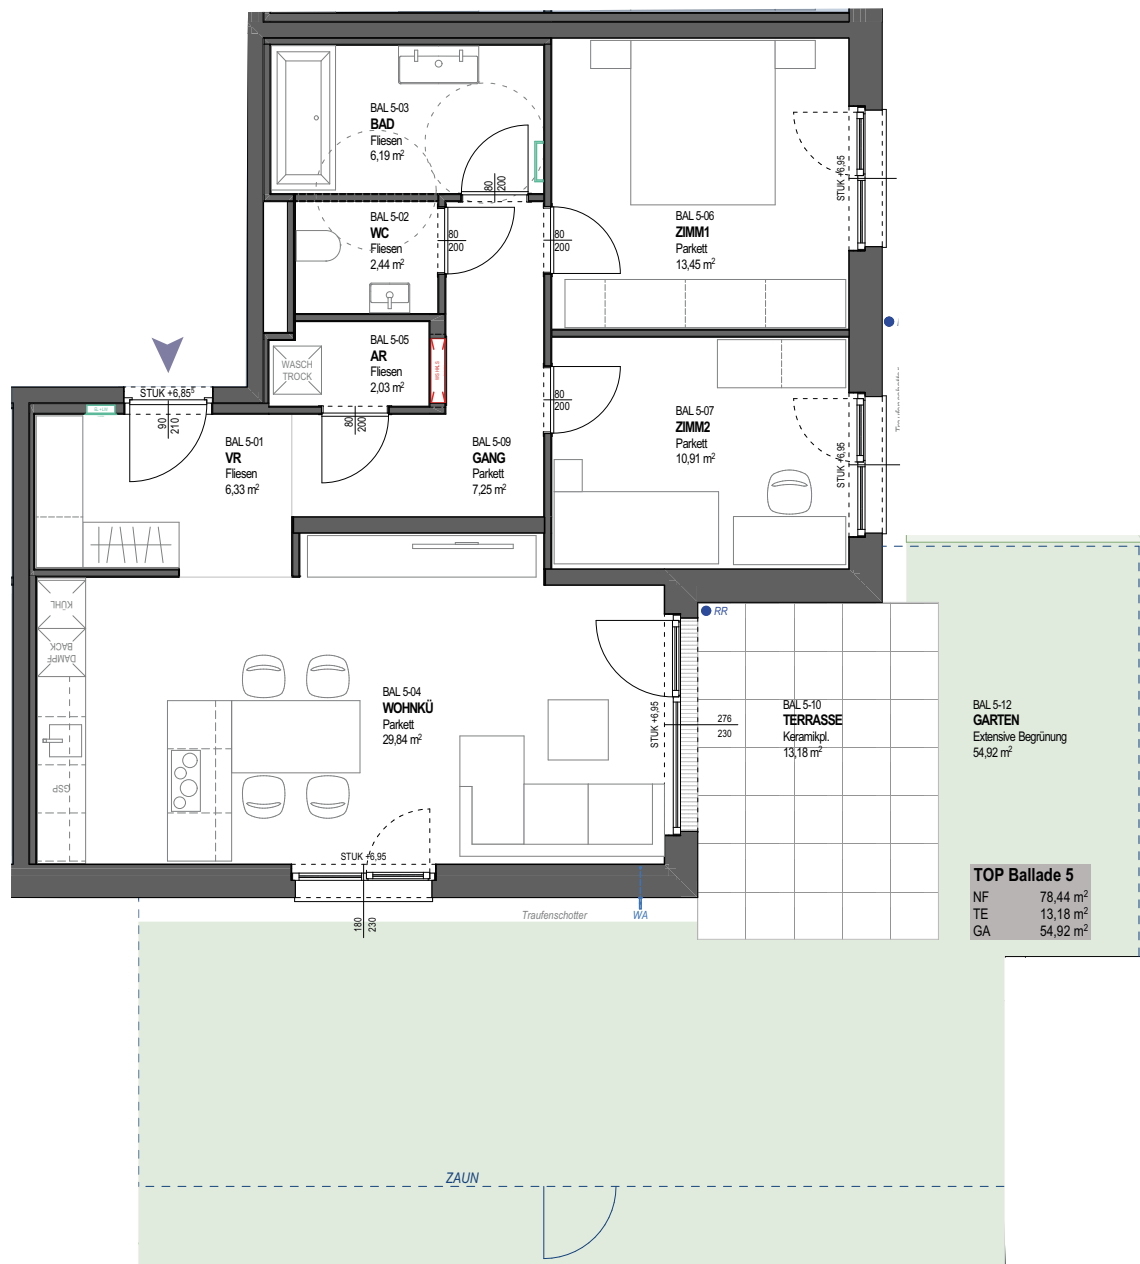 BAL 5-03
BAD
Fliesen
6,19 m²
80
200
BAL 5-02
WC
Fliesen
2,44 m²
80
200
BAL 5-06
ZIMM1
Parkett
13,45 m²
80
200
STUK +6,95
BAL 5-05
AR
Fliesen
2,03 m²
WASCH
TROCK
80
200
STUK +6,85⁵
90
210
BAL 5-01
VR
Fliesen
6,33 m²
BAL 5-09
GANG
Parkett
7,25 m²
80
200
BAL 5-07
ZIMM2
Parkett
10,91 m²
STUK +6,95
KÜHL
DAMPF
BACK
GSP
BAL 5-04
WOHNKÜ
Parkett
29,84 m²
STUK +6,95
276
230
RR
BAL 5-10
TERRASSE
Keramikpl.
13,18 m²
BAL 5-12
GARTEN
Extensive Begrünung
54,92 m²
STUK +6,95
180
230
Traufenschotter
WA
TOP Ballade 5
NF 78,44 m²
TE 13,18 m²
GA 54,92 m²
ZAUN